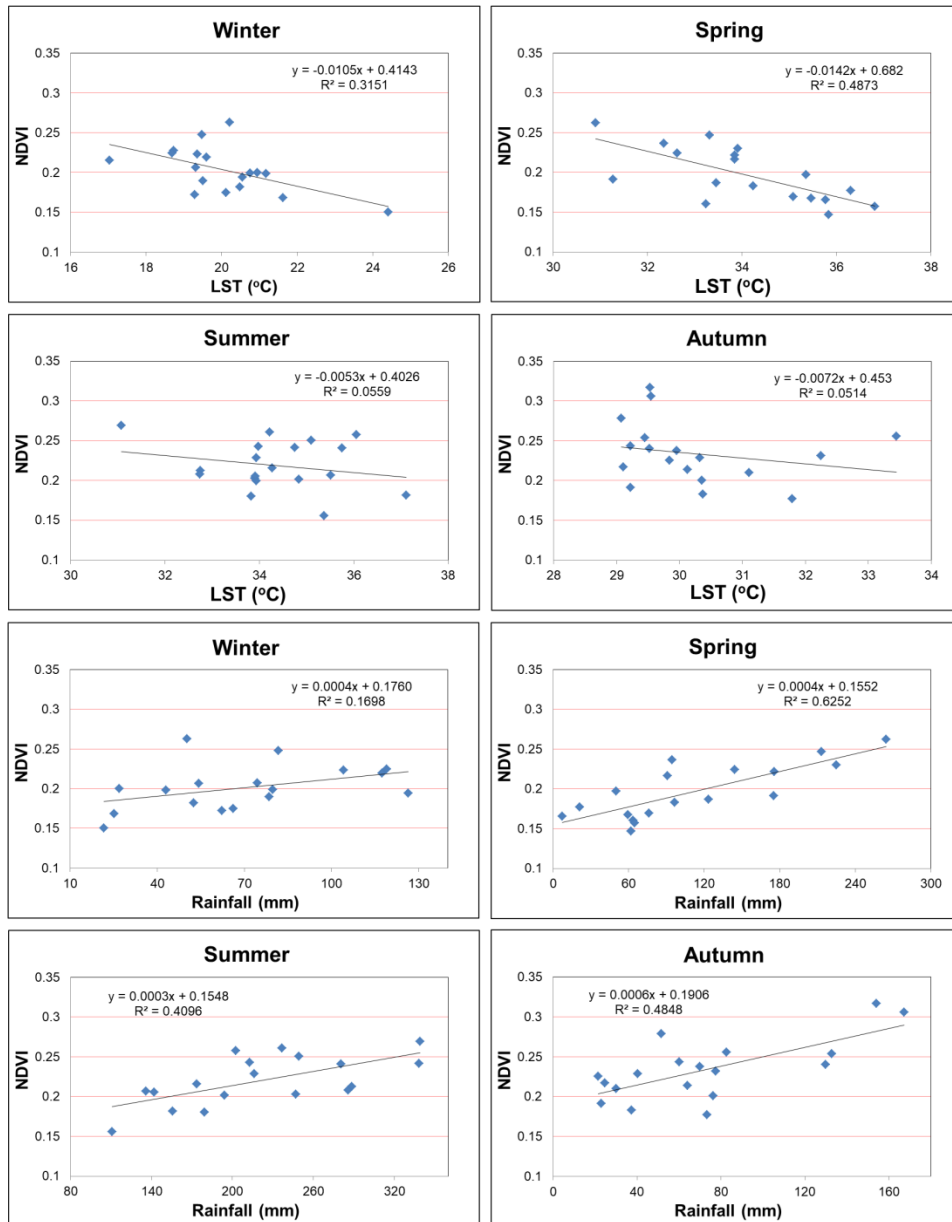 Winter
y = -0.0105x + 0.4143
R² = 0.3151
NDVI
0.35
0.3
0.25
0.2
0.15
0.1
16 18 20 22 24 26
LST (ºC)
Spring
y = -0.0142x + 0.682
R² = 0.4873
NDVI
0.35
0.3
0.25
0.2
0.15
0.1
30 32 34 36 38
LST (ºC)
Summer
y = -0.0053x + 0.4026
R² = 0.0559
NDVI
0.35
0.3
0.25
0.2
0.15
0.1
30 32 34 36 38
LST (ºC)
Autumn
y = -0.0072x + 0.453
R² = 0.0514
NDVI
0.35
0.3
0.25
0.2
0.15
0.1
28 29 30 31 32 33 34
LST (ºC)
Winter
y = 0.0004x + 0.1760
R² = 0.1698
NDVI
0.35
0.3
0.25
0.2
0.15
0.1
10 40 70 100 130
Rainfall (mm)
Spring
y = 0.0004x + 0.1552
R² = 0.6252
NDVI
0.35
0.3
0.25
0.2
0.15
0.1
0 60 120 180 240 300
Rainfall (mm)
Summer
y = 0.0003x + 0.1548
R² = 0.4096
NDVI
0.35
0.3
0.25
0.2
0.15
0.1
80 140 200 260 320
Rainfall (mm)
Autumn
y = 0.0006x + 0.1906
R² = 0.4848
NDVI
0.35
0.3
0.25
0.2
0.15
0.1
0 40 80 120 160
Rainfall (mm)